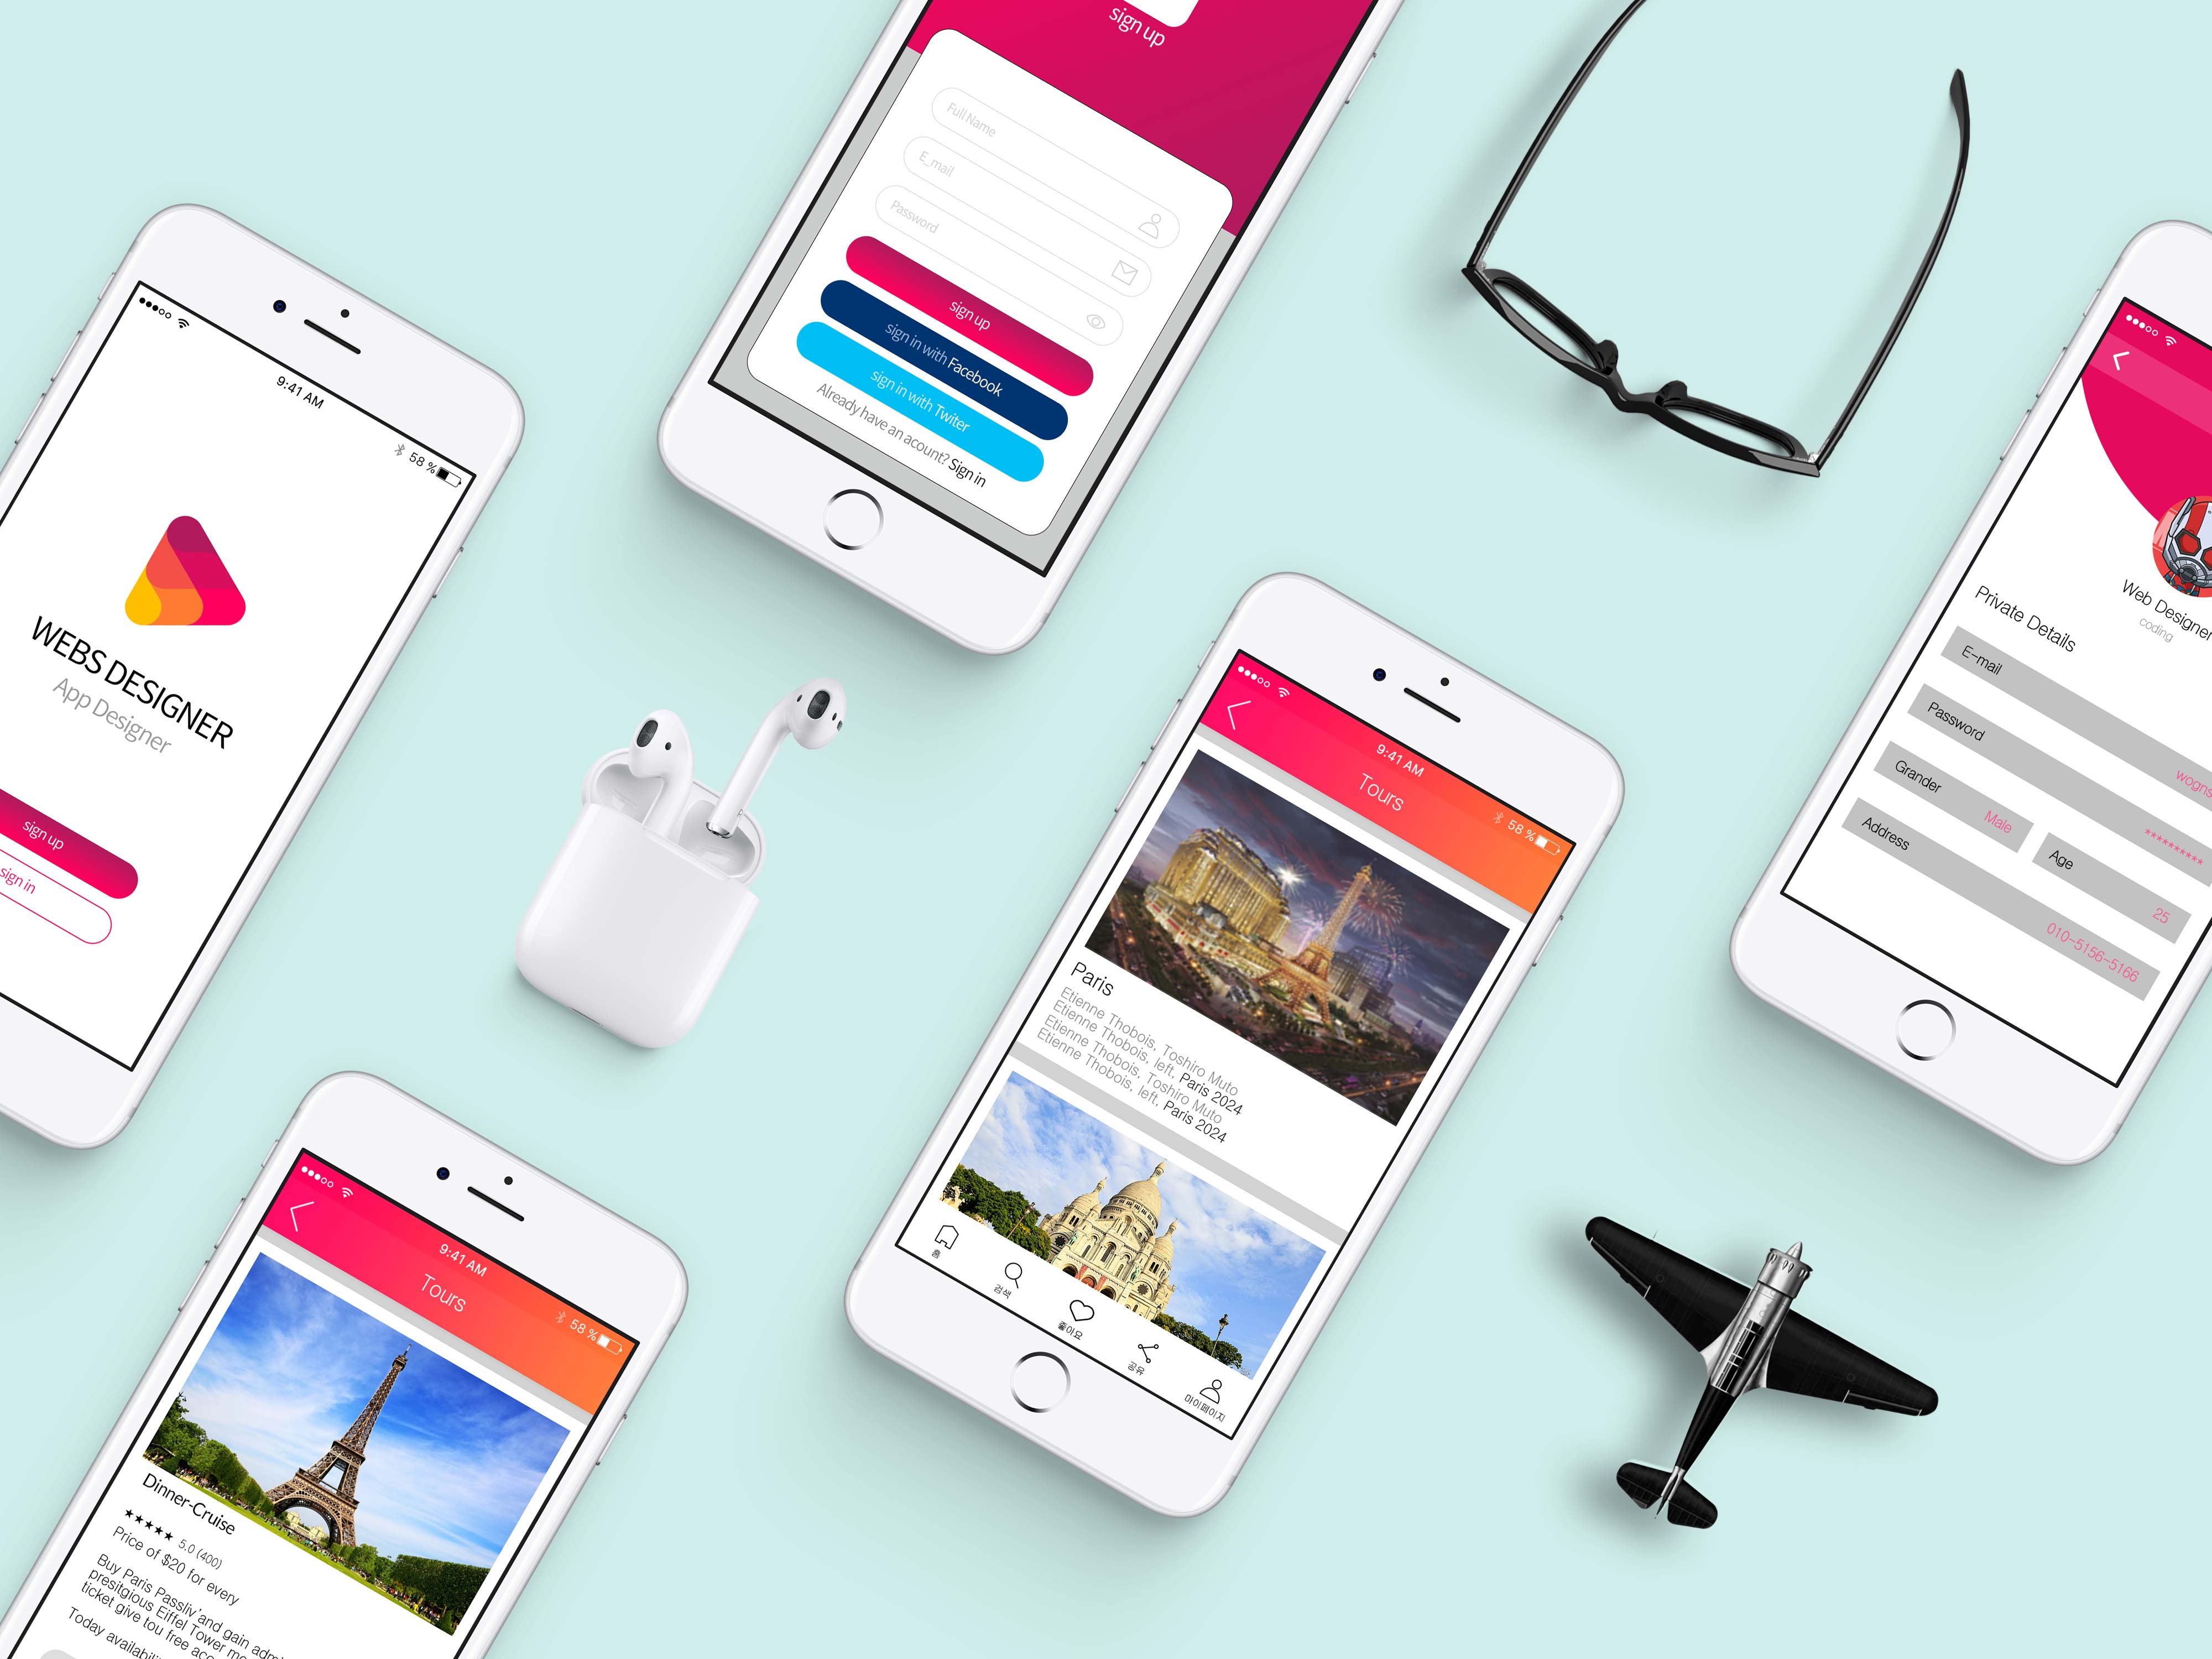 sign up
Full Name
E_mail
Password
sign up
sign in with Facebook
sign in with Twiter
Already have an acount? Sign in
9:41 AM
58 %
WEBS DESIGNER
App Designer
sign up
sign in
Web Designer
coding
Private Details
E-mail
wogns
Password
**********
Grander
Male
Age
25
Address
010-5156-5166
9:41 AM
58 %
Tours
Paris
Etienne Thobois, Toshiro Muto
Etienne Thobois, left, Paris 2024
Etienne Thobois, Toshiro Muto
Etienne Thobois, left, Paris 2024
홈
검색
좋아요
공유
마이페이지
9:41 AM
58 %
Tours
Dinner-Cruise
★★★★★ 5.0 (400)
Price of $20 for every
Buy Paris Passliv'and gain admi
presitgious Eiffel Tower mo
ticket give tou free acc
Today availabili